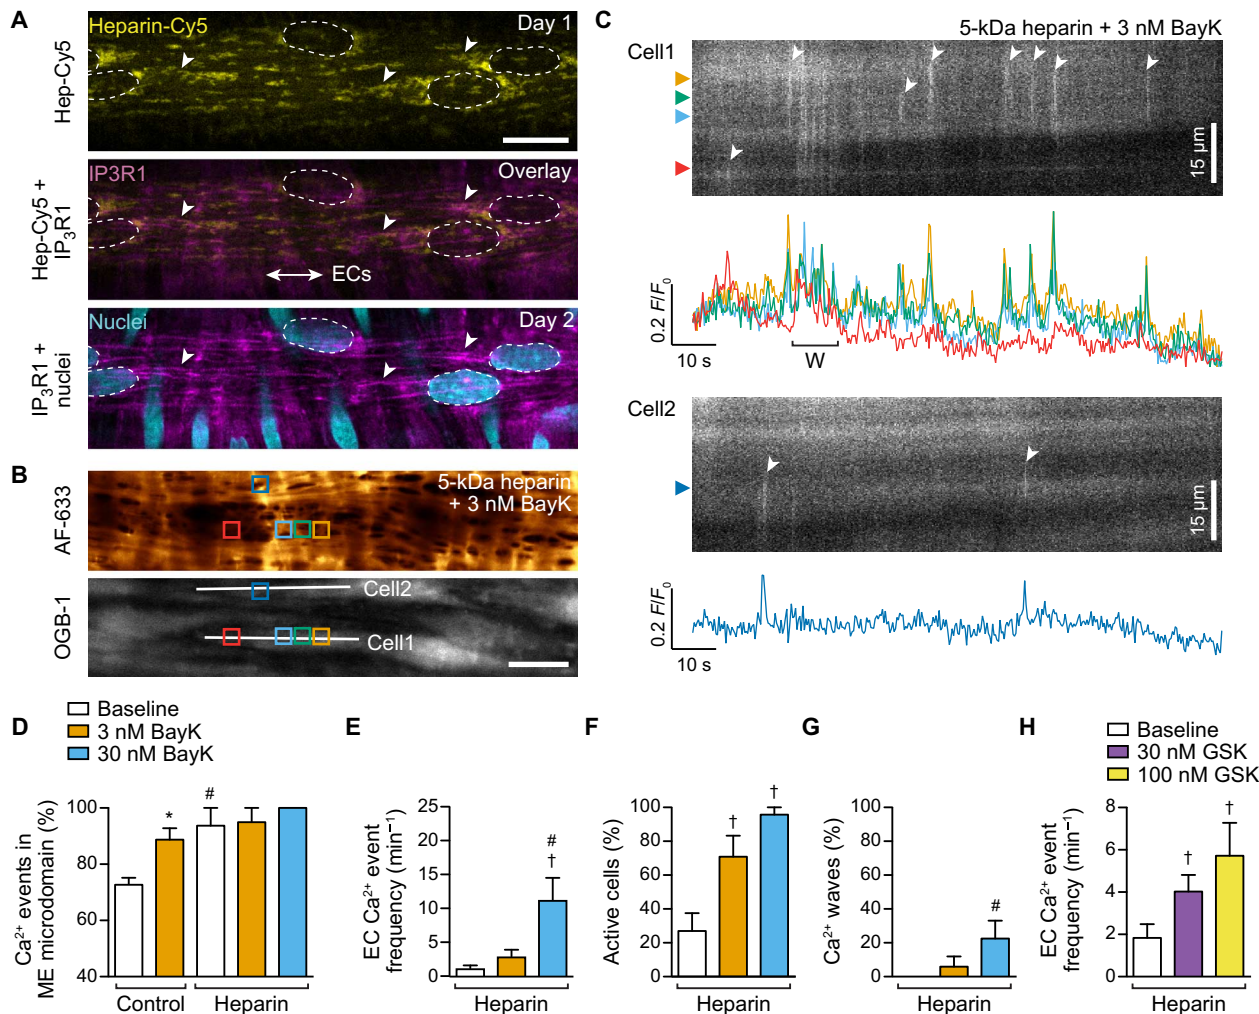 A
Heparin-Cy5
Day 1
Hep-Cy5
IP3R1
Overlay
Hep-Cy5 +
IP₃R1
ECs
Nuclei
Day 2
IP₃R1 +
nuclei
B
5-kDa heparin
+ 3 nM BayK
AF-633
Cell2
Cell1
OGB-1
C
5-kDa heparin + 3 nM BayK
Cell1
15 µm
0.2 F/F₀
10 s
W
Cell2
15 µm
0.2 F/F₀
10 s
D
Baseline
3 nM BayK
30 nM BayK
Ca²⁺ events in
ME microdomain (%)
100
80
60
40
*
#
Control
Heparin
E
EC Ca²⁺ event
frequency (min⁻¹)
25
20
15
10
5
0
#
†
Heparin
F
Active cells (%)
100
80
60
40
20
0
†
†
Heparin
G
Ca²⁺ waves (%)
100
80
60
40
20
0
#
Heparin
H
Baseline
30 nM GSK
100 nM GSK
EC Ca²⁺ event
frequency (min⁻¹)
8
6
4
2
0
†
†
Heparin